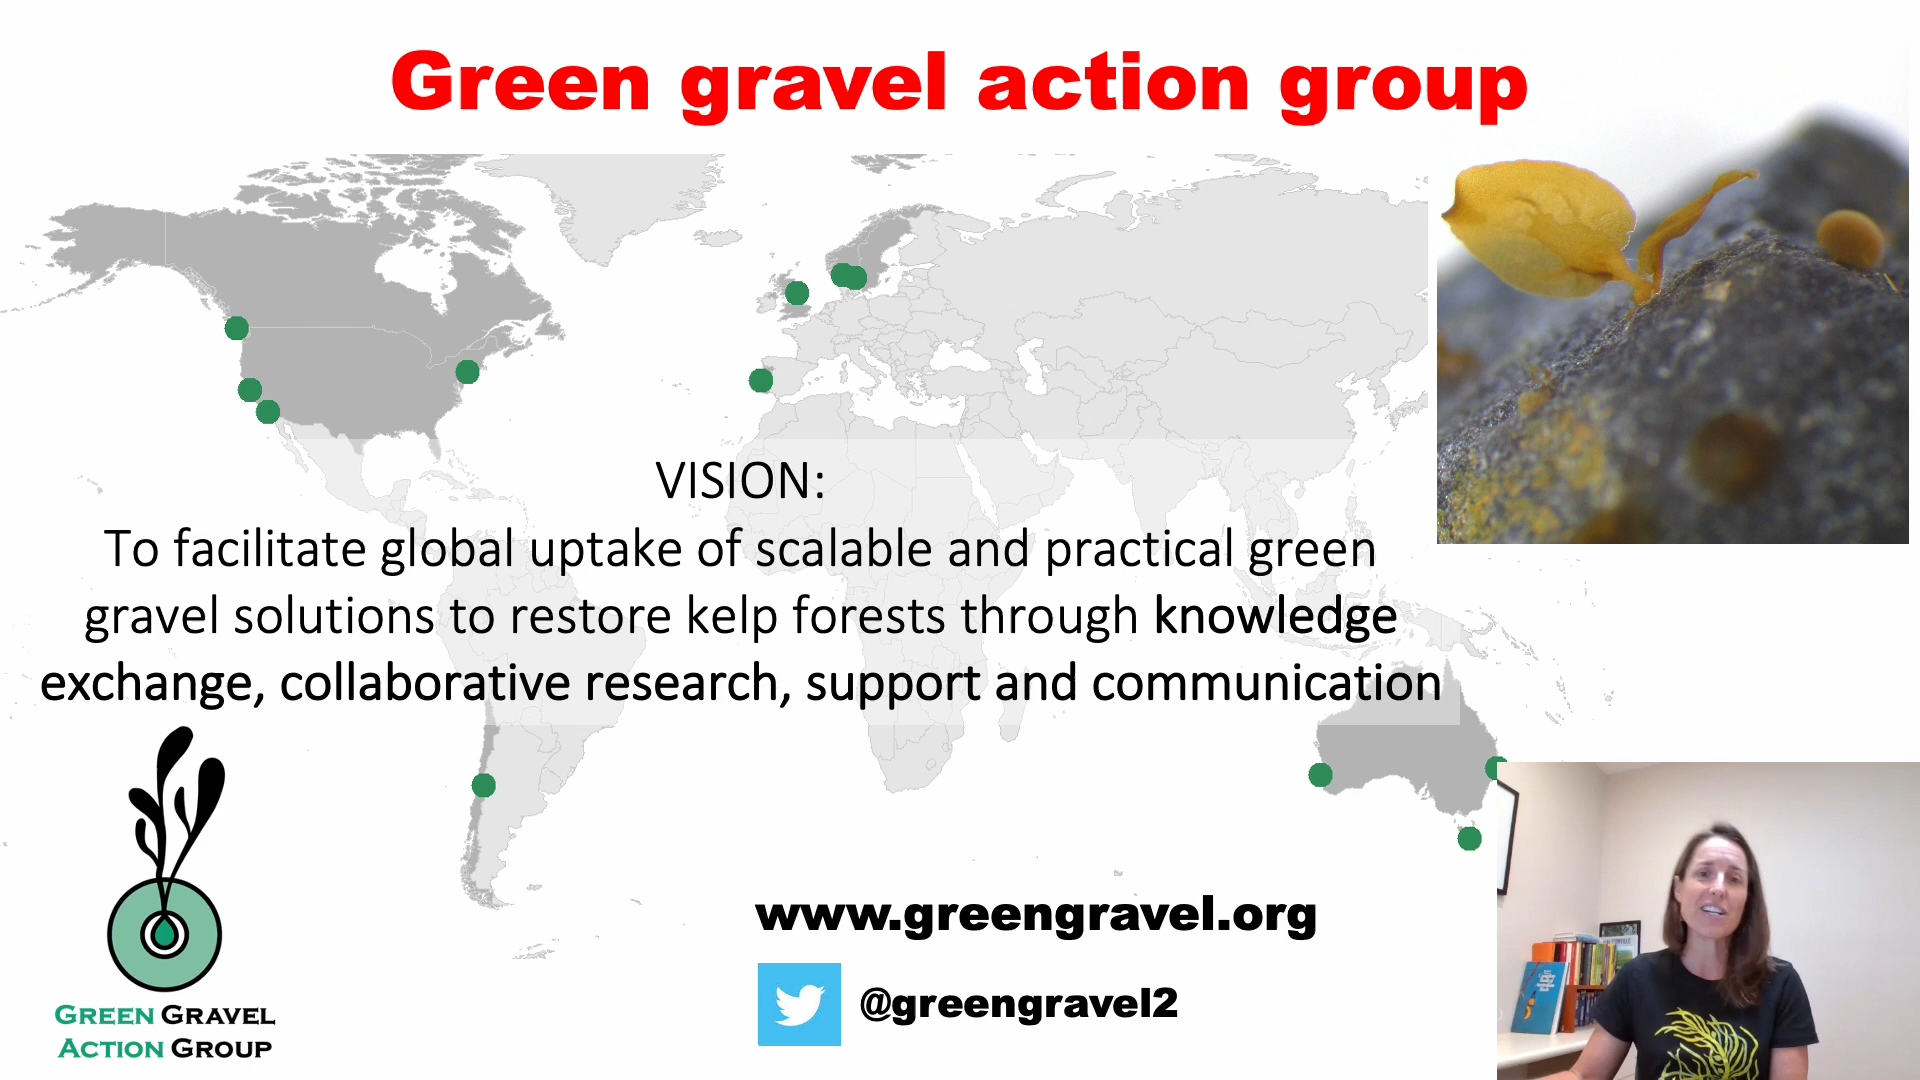 Green gravel action group
VISION:
To facilitate global uptake of scalable and practical green
gravel solutions to restore kelp forests through knowledge
exchange, collaborative research, support and communication
www.greengravel.org
@greengravel2
GREEN GRAVEL
ACTION GROUP